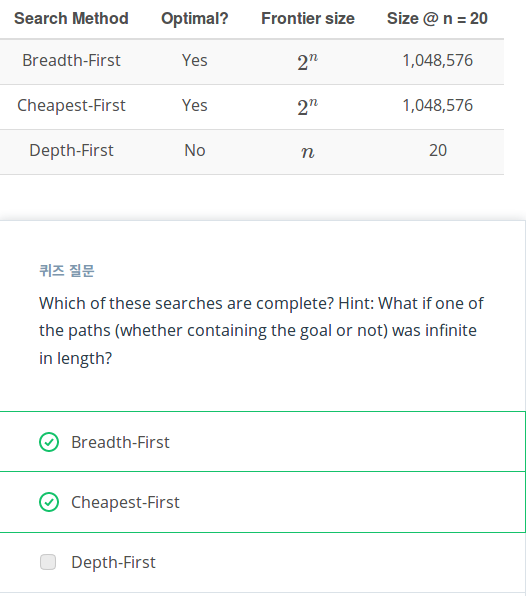 Search Method Optimal? Frontier size Size @ n = 20
Breadth-First Yes 2ⁿ 1,048,576
Cheapest-First Yes 2ⁿ 1,048,576
Depth-First No n 20
퀴즈 질문
Which of these searches are complete? Hint: What if one of
the paths (whether containing the goal or not) was infinite
in length?
Breadth-First
Cheapest-First
Depth-First